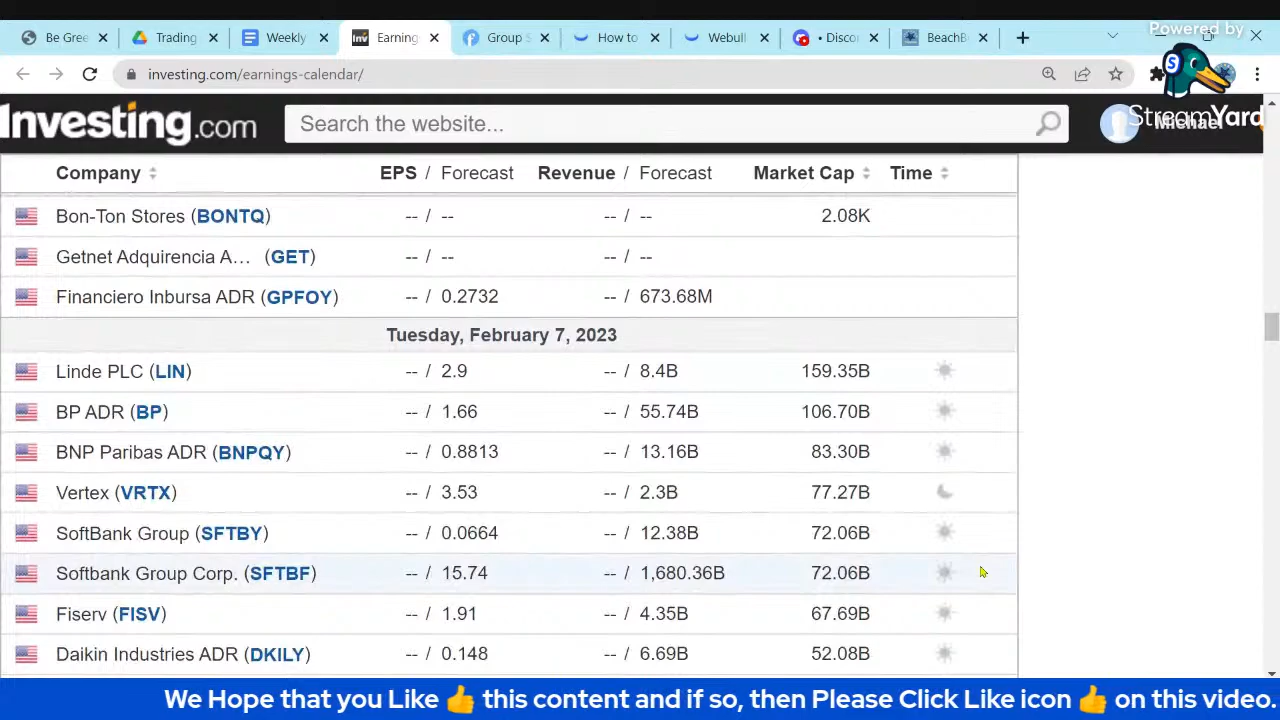 Powered by
Be Gree
Trading
Weekly
Inv Earning
Great S
How to
Webull
• Disco
BeachB
investing.com/earnings-calendar/
Investing.com
Search the website...
StreamYard
Michael
Company EPS / Forecast Revenue / Forecast Market Cap Time
Bon-Ton Stores (BONTQ) -- / -- -- / -- 2.08K
Getnet Adquirencia A... (GET) -- / -- -- / --
Financiero Inbursa ADR (GPFOY) -- / 0.2732 -- / 673.68M
Tuesday, February 7, 2023
Linde PLC (LIN) -- / 2.9 -- / 8.4B 159.35B
BP ADR (BP) -- / 1.66 -- / 55.74B 106.70B
BNP Paribas ADR (BNPQY) -- / 0.8813 -- / 13.16B 83.30B
Vertex (VRTX) -- / 3.53 -- / 2.3B 77.27B
SoftBank Group (SFTBY) -- / 0.0664 -- / 12.38B 72.06B
Softbank Group Corp. (SFTBF) -- / 15.74 -- / 1,680.36B 72.06B
Fiserv (FISV) -- / 1.91 -- / 4.35B 67.69B
Daikin Industries ADR (DKILY) -- / 0.148 -- / 6.69B 52.08B
We Hope that you Like 👍 this content and if so, then Please Click Like icon 👍 on this video.